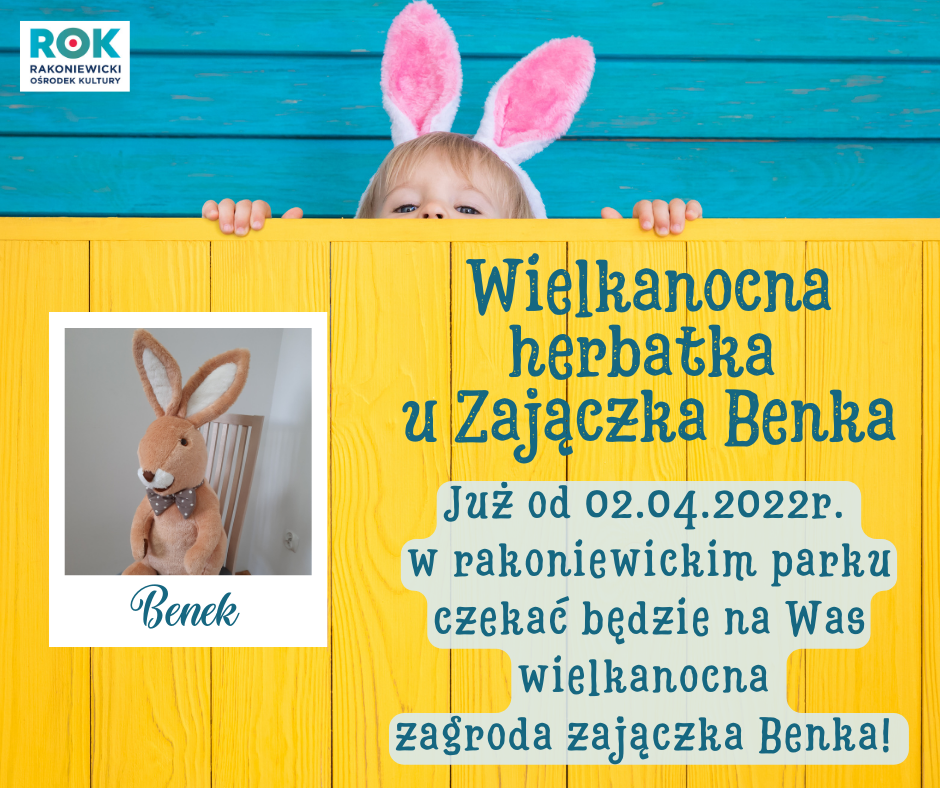 ROK
RAKONIEWICKI
OŚRODEK KULTURY
Wielkanocna
herbatka
u Zajączka Benka
Benek
Już od 02.04.2022r.
w rakoniewickim parku
czekać będzie na Was
wielkanocna
zagroda zajączka Benka!